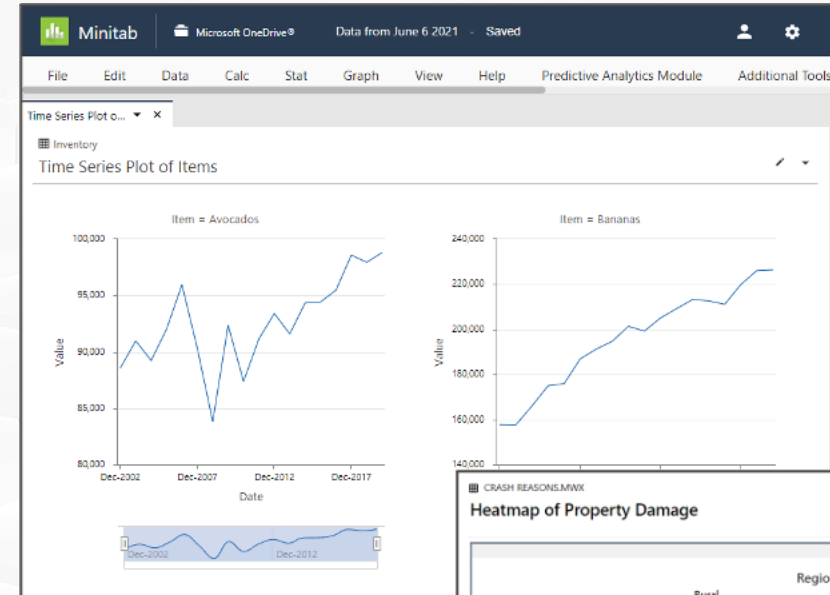 Minitab Microsoft OneDrive® Data from June 6 2021 - Saved
File Edit Data Calc Stat Graph View Help Predictive Analytics Module Additional Tools
Time Series Plot o...
Inventory
Time Series Plot of Items
Item = Avocados
100,000
95,000
90,000
85,000
80,000
Value
Dec-2002 Dec-2007 Dec-2012 Dec-2017
Date
Dec-2002 Dec-2012
Item = Bananas
240,000
220,000
200,000
180,000
160,000
140,000
Value
CRASH REASONS.MWX
Heatmap of Property Damage
Regio
Rural